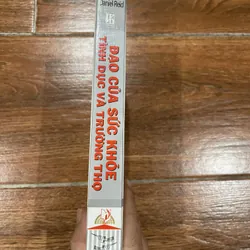 Daniel Reid
ĐẠO CỦA SỨC KHỎE
TÌNH DỤC VÀ TRƯỜNG THỌ